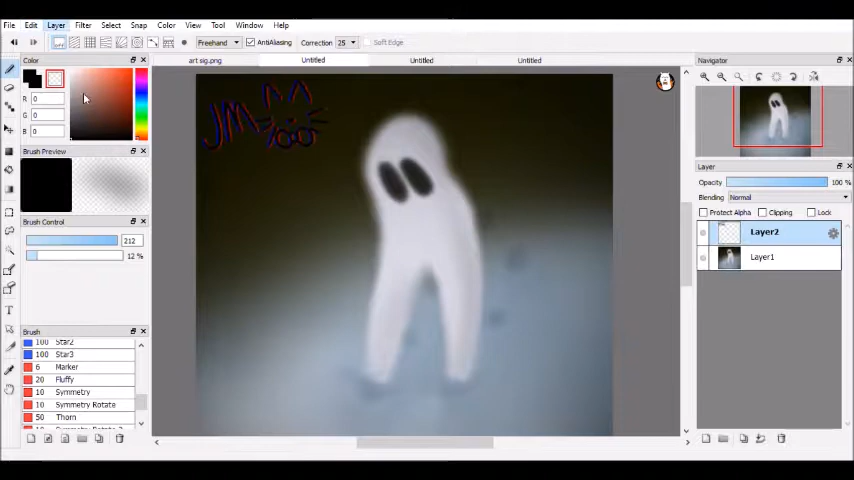 File Edit Layer Filter Select Snap Color View Tool Window Help
off Freehand AntiAliasing Correction 25 Soft Edge
Color
art sig.png Untitled Untitled Untitled
Navigator
R 0
G 0
B 0
JM
Brush Preview
Layer
Opacity 100 %
Blending Normal
Protect Alpha Clipping Lock
Brush Control
212
12 %
Layer2
Layer1
Brush
100 Star2
100 Star3
6 Marker
20 Fluffy
10 Symmetry
10 Symmetry Rotate
50 Thorn